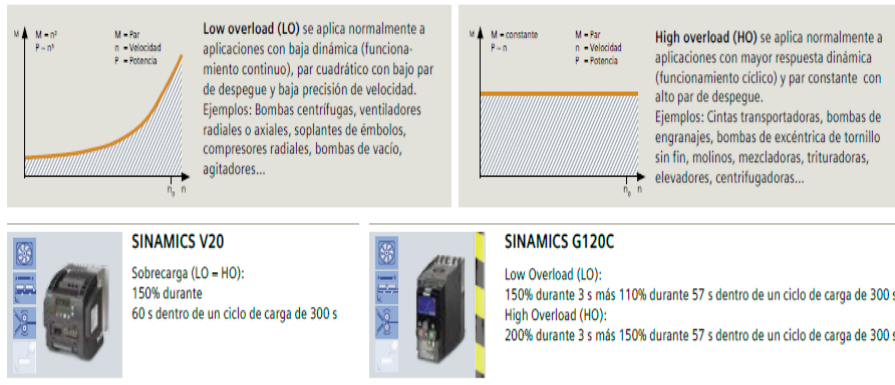 M
M = n²
P ~ n³
M = Par
n = Velocidad
P = Potencia
n
Low overload (LO) se aplica normalmente a
aplicaciones con baja dinámica (funciona-
miento continuo), par cuadrático con bajo par
de despegue y baja precisión de velocidad.
Ejemplos: Bombas centrífugas, ventiladores
radiales o axiales, soplantes de émbolos,
compresores radiales, bombas de vacío,
agitadores...
M
M = constante
P ~ n
M = Par
n = Velocidad
P = Potencia
n
High overload (HO) se aplica normalmente a
aplicaciones con mayor respuesta dinámica
(funcionamiento cíclico) y par constante con
alto par de despegue.
Ejemplos: Cintas transportadoras, bombas de
engranajes, bombas de excéntrica de tornillo
sin fin, molinos, mezcladoras, trituradoras,
elevadores, centrifugadoras...
SINAMICS V20
Sobrecarga (LO = HO):
150% durante
60 s dentro de un ciclo de carga de 300 s
SINAMICS G120C
Low Overload (LO):
150% durante 3 s más 110% durante 57 s dentro de un ciclo de carga de 300 s
High Overload (HO):
200% durante 3 s más 150% durante 57 s dentro de un ciclo de carga de 300 s